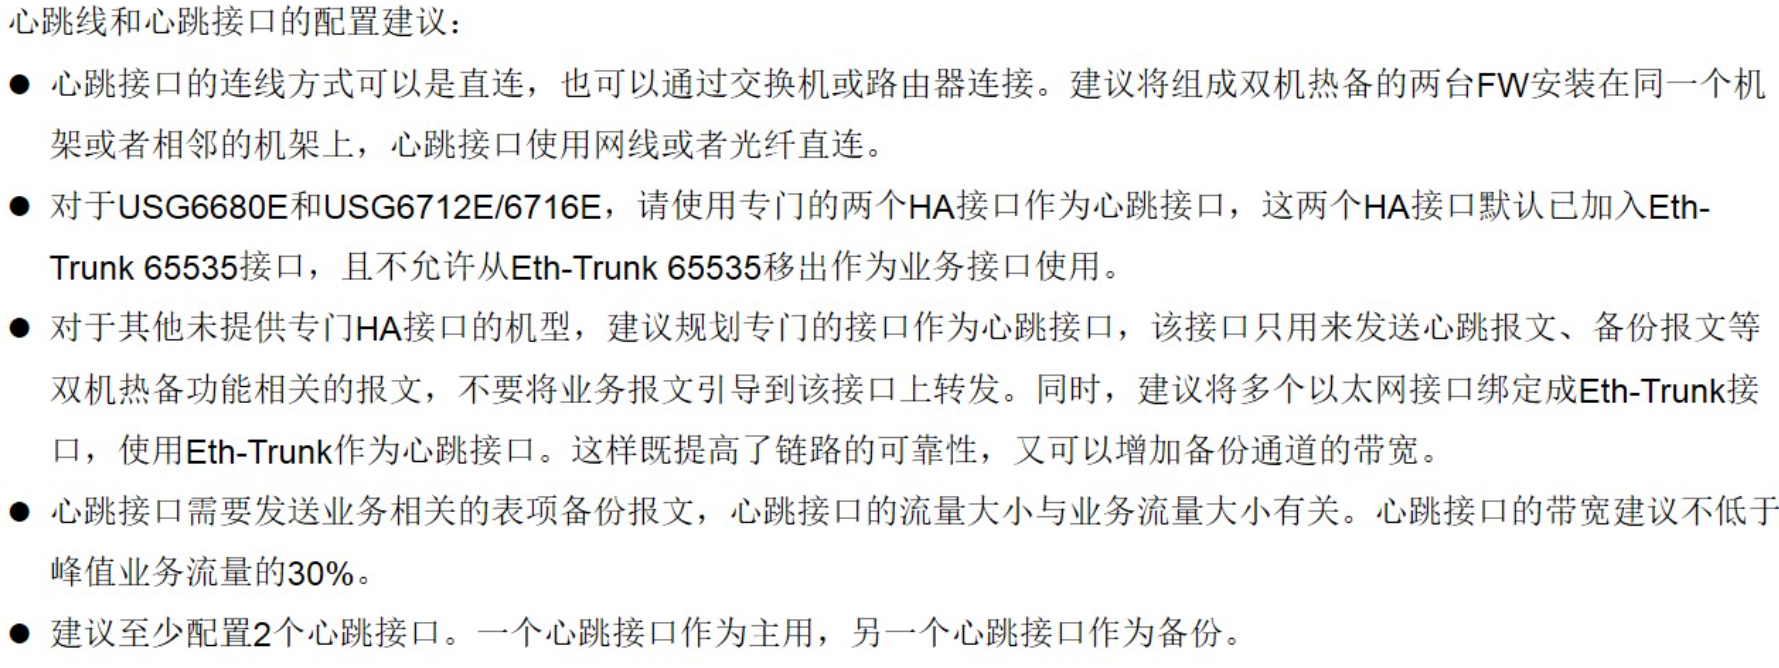 心跳线和心跳接口的配置建议：
● 心跳接口的连线方式可以是直连，也可以通过交换机或路由器连接。建议将组成双机热备的两台FW安装在同一个机
架或者相邻的机架上，心跳接口使用网线或者光纤直连。
● 对于USG6680E和USG6712E/6716E，请使用专门的两个HA接口作为心跳接口，这两个HA接口默认已加入Eth-
Trunk 65535接口，且不允许从Eth-Trunk 65535移出作为业务接口使用。
● 对于其他未提供专门HA接口的机型，建议规划专门的接口作为心跳接口，该接口只用来发送心跳报文、备份报文等
双机热备功能相关的报文，不要将业务报文引导到该接口上转发。同时，建议将多个以太网接口绑定成Eth-Trunk接
口，使用Eth-Trunk作为心跳接口。这样既提高了链路的可靠性，又可以增加备份通道的带宽。
● 心跳接口需要发送业务相关的表项备份报文，心跳接口的流量大小与业务流量大小有关。心跳接口的带宽建议不低于
峰值业务流量的30%。
● 建议至少配置2个心跳接口。一个心跳接口作为主用，另一个心跳接口作为备份。